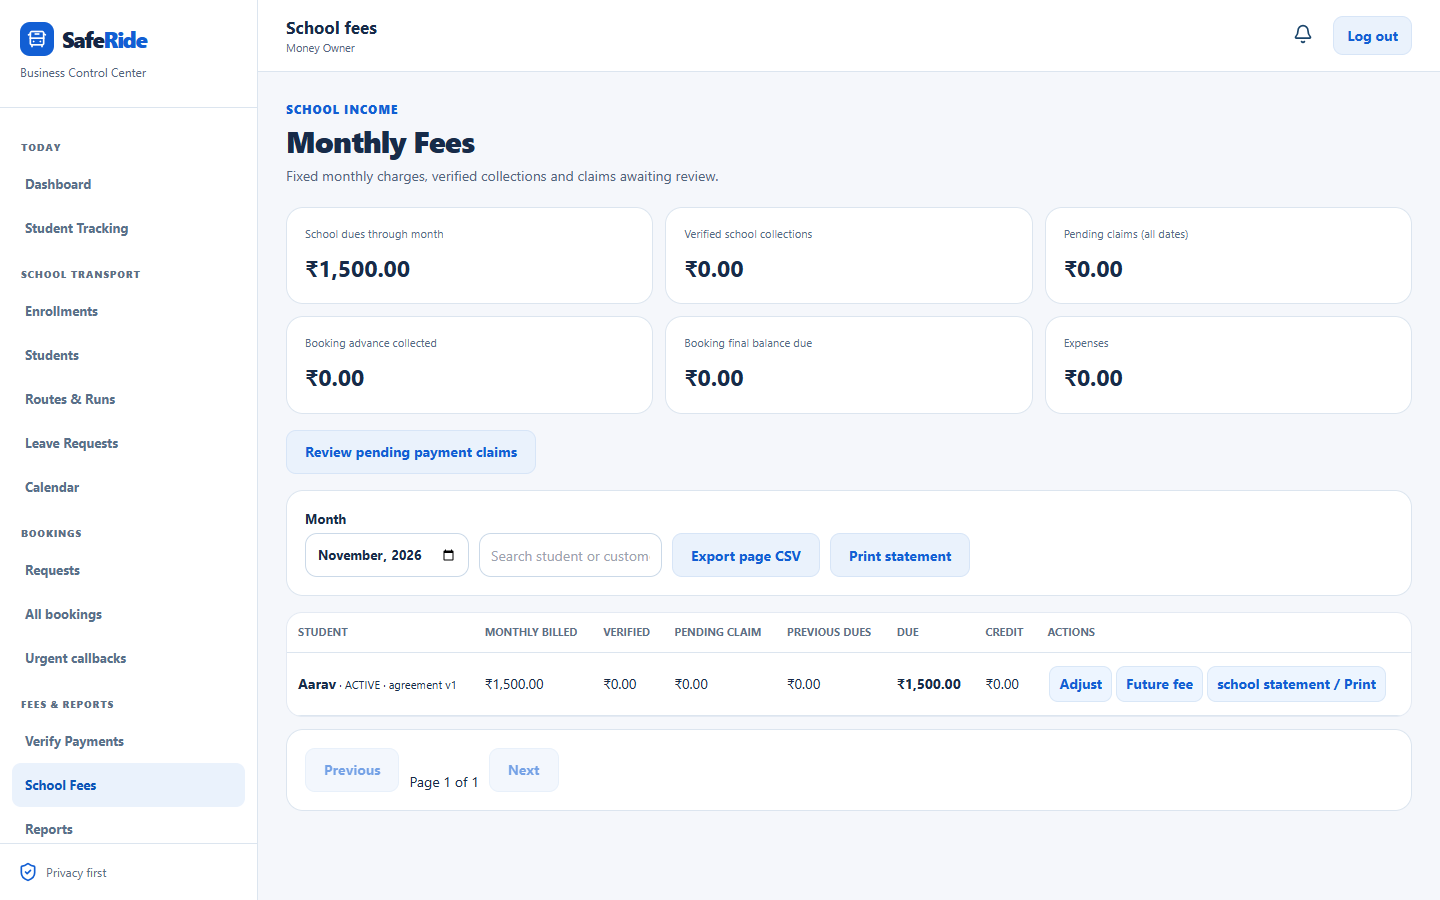 SafeRide
Business Control Center
TODAY
Dashboard
Student Tracking
SCHOOL TRANSPORT
Enrollments
Students
Routes & Runs
Leave Requests
Calendar
BOOKINGS
Requests
All bookings
Urgent callbacks
FEES & REPORTS
Verify Payments
School Fees
Reports
Privacy first
School fees
Money Owner
Log out
SCHOOL INCOME
Monthly Fees
Fixed monthly charges, verified collections and claims awaiting review.
School dues through month
₹1,500.00
Verified school collections
₹0.00
Pending claims (all dates)
₹0.00
Booking advance collected
₹0.00
Booking final balance due
₹0.00
Expenses
₹0.00
Review pending payment claims
Month
November, 2026 Search student or custom Export page CSV Print statement
STUDENT MONTHLY BILLED VERIFIED PENDING CLAIM PREVIOUS DUES DUE CREDIT ACTIONS
Aarav · ACTIVE · agreement v1 ₹1,500.00 ₹0.00 ₹0.00 ₹0.00 ₹1,500.00 ₹0.00 Adjust Future fee school statement / Print
Previous Page 1 of 1 Next